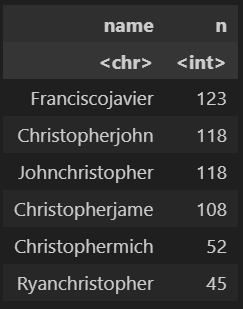 name n
<chr> <int>
Franciscojavier 123
Christopherjohn 118
Johnchristopher 118
Christopherjame 108
Christophermich 52
Ryanchristopher 45